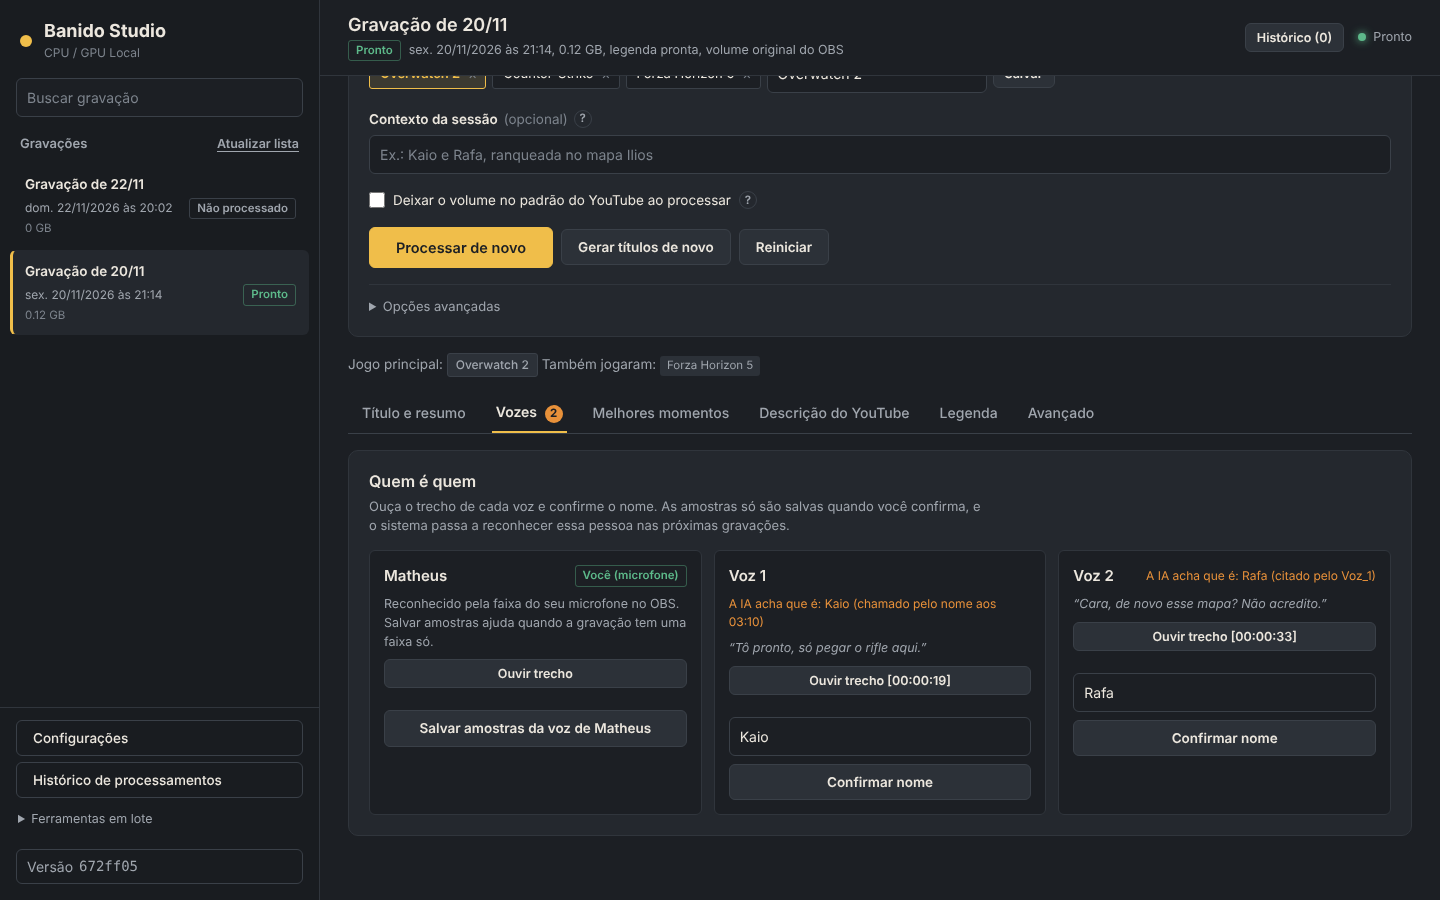 Banido Studio
CPU / GPU Local
Buscar gravação
Gravações
Atualizar lista
Gravação de 22/11
dom. 22/11/2026 às 20:02
Não processado
0 GB
Gravação de 20/11
sex. 20/11/2026 às 21:14
Pronto
0.12 GB
Configurações
Histórico de processamentos
Ferramentas em lote
Versão 672ff05
Gravação de 20/11
Pronto sex. 20/11/2026 às 21:14, 0.12 GB, legenda pronta, volume original do OBS
Histórico (0)
Pronto
Overwatch 2 × Counter-Strike × Forza Horizon 5 × Overwatch 2 Salvar
Contexto da sessão (opcional) ?
Ex.: Kaio e Rafa, ranqueada no mapa Ilios
Deixar o volume no padrão do YouTube ao processar ?
Processar de novo
Gerar títulos de novo
Reiniciar
Opções avançadas
Jogo principal: Overwatch 2 Também jogaram: Forza Horizon 5
Título e resumo
Vozes 2
Melhores momentos
Descrição do YouTube
Legenda
Avançado
Quem é quem
Ouça o trecho de cada voz e confirme o nome. As amostras só são salvas quando você confirma, e
o sistema passa a reconhecer essa pessoa nas próximas gravações.
Matheus
Você (microfone)
Reconhecido pela faixa do seu microfone no OBS.
Salvar amostras ajuda quando a gravação tem uma
faixa só.
Ouvir trecho
Salvar amostras da voz de Matheus
Voz 1
A IA acha que é: Kaio (chamado pelo nome aos
03:10)
“Tô pronto, só pegar o rifle aqui.”
Ouvir trecho [00:00:19]
Kaio
Confirmar nome
Voz 2
A IA acha que é: Rafa (citado pelo Voz_1)
“Cara, de novo esse mapa? Não acredito.”
Ouvir trecho [00:00:33]
Rafa
Confirmar nome